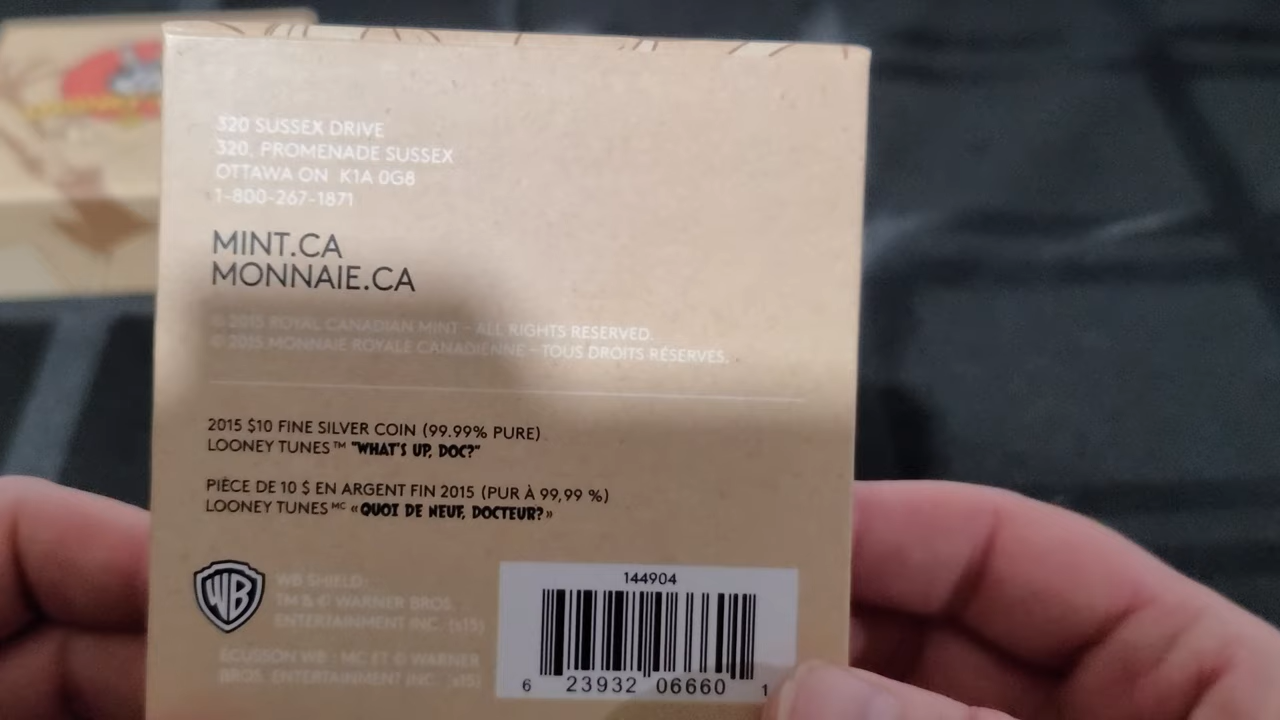 320 SUSSEX DRIVE
320, PROMENADE SUSSEX
OTTAWA ON K1A 0G8
1-800-267-1871
MINT.CA
MONNAIE.CA
© 2015 ROYAL CANADIAN MINT – ALL RIGHTS RESERVED.
© 2015 MONNAIE ROYALE CANADIENNE – TOUS DROITS RÉSERVÉS.
2015 $10 FINE SILVER COIN (99.99% PURE)
LOONEY TUNES™ "WHAT'S UP, DOC?"
PIÈCE DE 10 $ EN ARGENT FIN 2015 (PUR À 99,99 %)
LOONEY TUNES MC «QUOI DE NEUF, DOCTEUR?»
WB
WB SHIELD:
TM & © WARNER BROS.
ENTERTAINMENT INC. (s15)
ÉCUSSON WB : MC ET © WARNER
BROS. ENTERTAINMENT INC. (s15)
144904
6 23932 06660 1